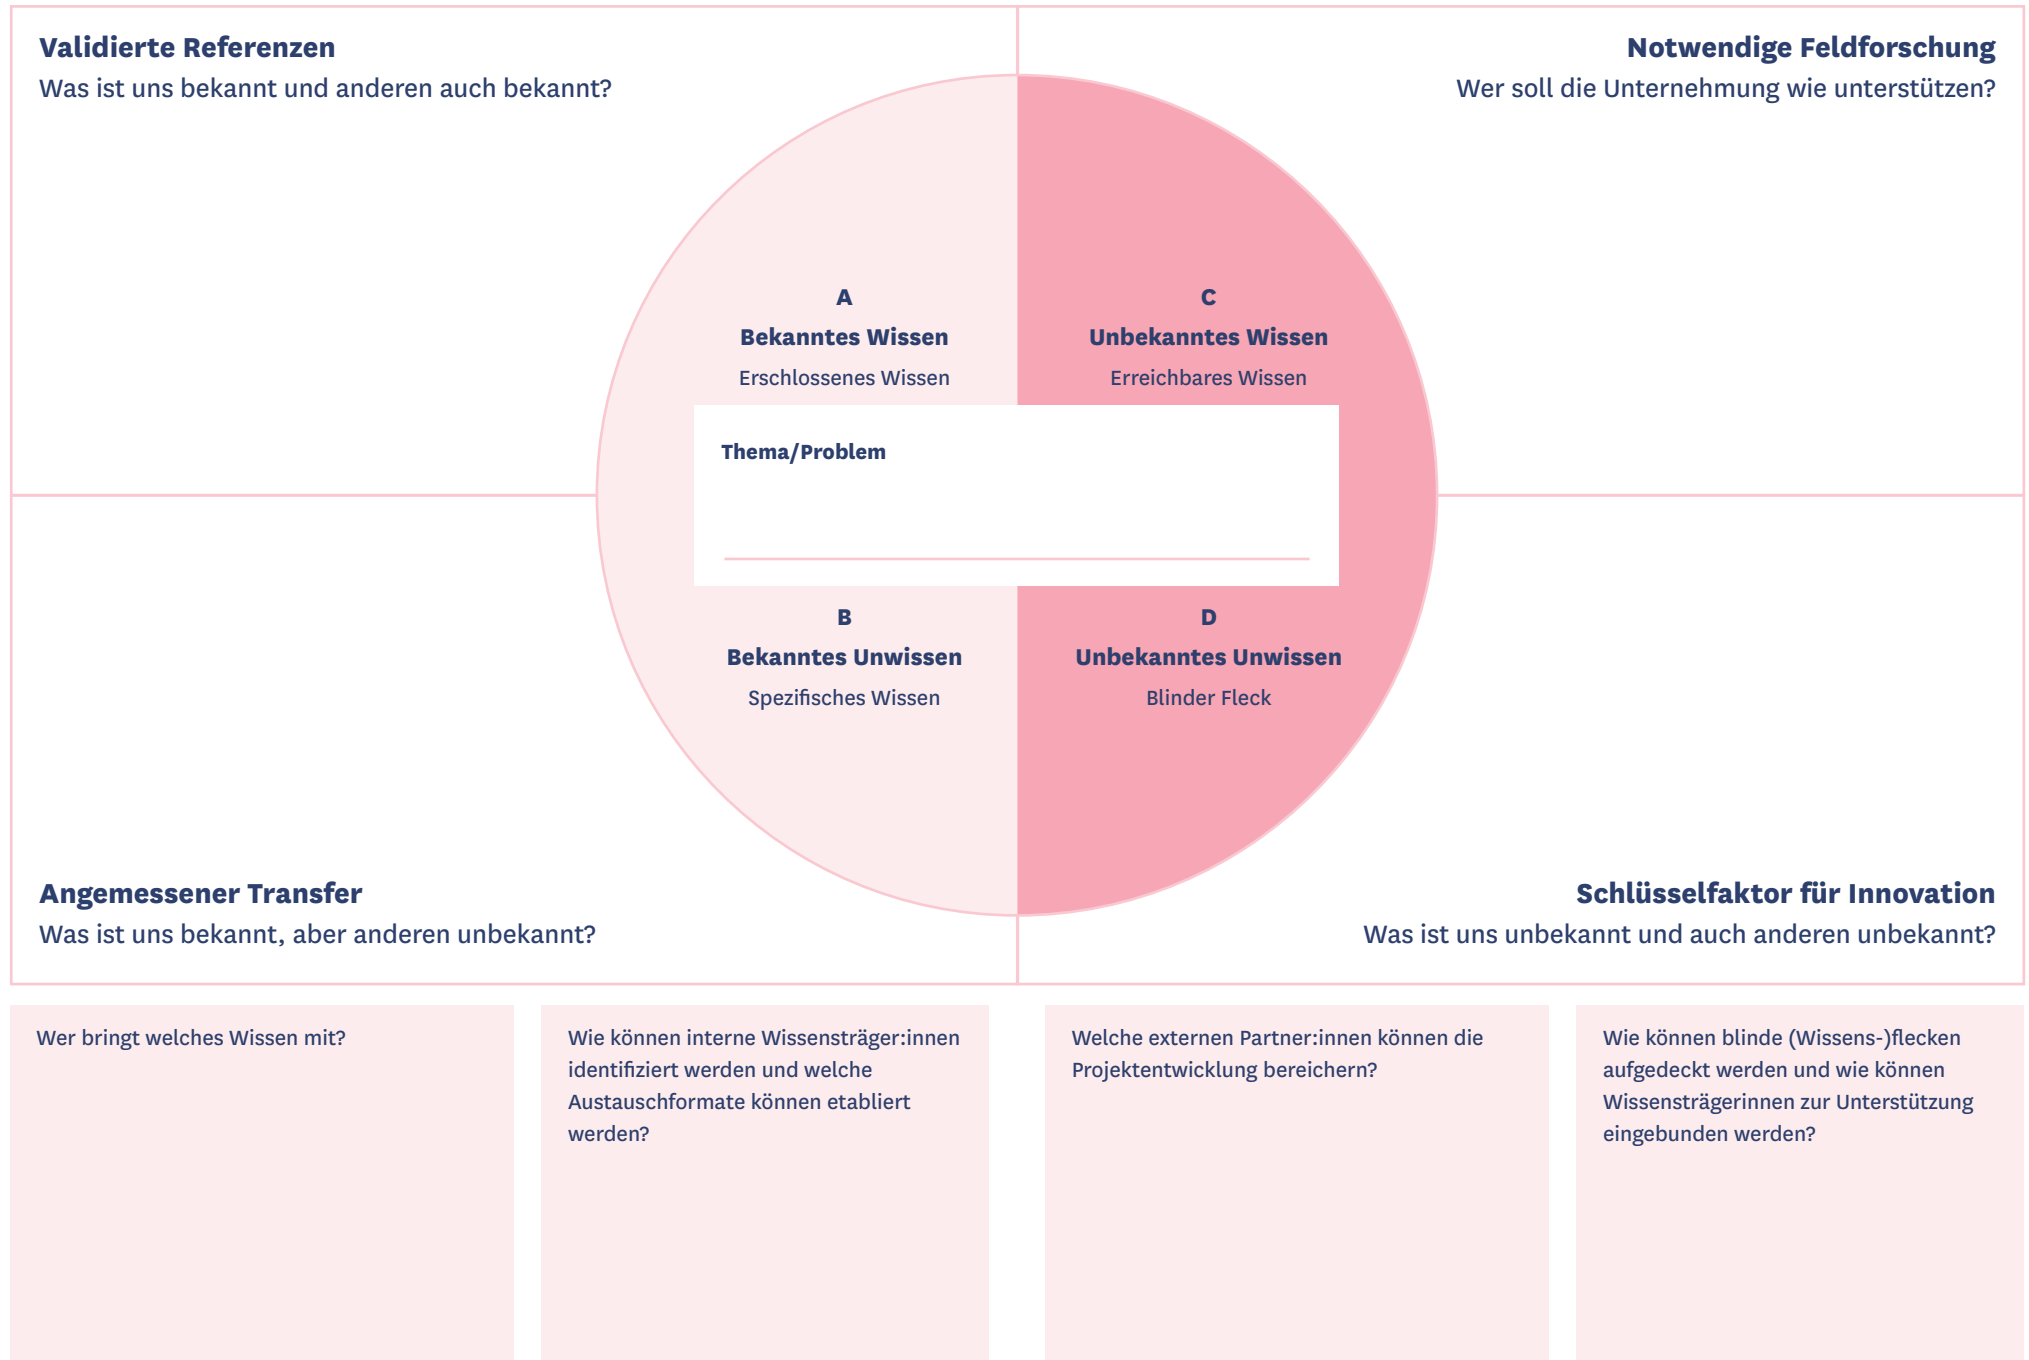 Validierte Referenzen
Was ist uns bekannt und anderen auch bekannt?
Notwendige Feldforschung
Wer soll die Unternehmung wie unterstützen?
A
Bekanntes Wissen
Erschlossenes Wissen
C
Unbekanntes Wissen
Erreichbares Wissen
Thema/Problem
B
Bekanntes Unwissen
Spezifisches Wissen
D
Unbekanntes Unwissen
Blinder Fleck
Angemessener Transfer
Was ist uns bekannt, aber anderen unbekannt?
Schlüsselfaktor für Innovation
Was ist uns unbekannt und auch anderen unbekannt?
Wer bringt welches Wissen mit?
Wie können interne Wissensträger:innen
identifiziert werden und welche
Austauschformate können etabliert
werden?
Welche externen Partner:innen können die
Projektentwicklung bereichern?
Wie können blinde (Wissens-)flecken
aufgedeckt werden und wie können
Wissensträgerinnen zur Unterstützung
eingebunden werden?